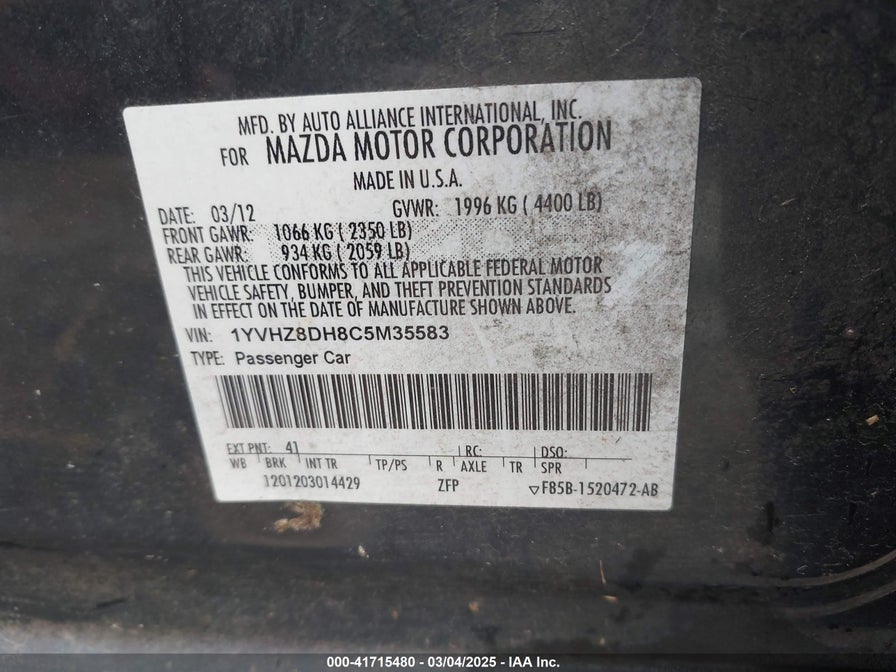 MFD. BY AUTO ALLIANCE INTERNATIONAL, INC.
FOR MAZDA MOTOR CORPORATION
MADE IN U.S.A.
DATE: 03/12 GVWR: 1996 KG ( 4400 LB)
FRONT GAWR: 1066 KG ( 2350 LB)
REAR GAWR: 934 KG ( 2059 LB)
THIS VEHICLE CONFORMS TO ALL APPLICABLE FEDERAL MOTOR
VEHICLE SAFETY, BUMPER, AND THEFT PREVENTION STANDARDS
IN EFFECT ON THE DATE OF MANUFACTURE SHOWN ABOVE.
VIN: 1YVHZ8DH8C5M35583
TYPE: Passenger Car
EXT PNT: 41 RC: DSO:
WB BRK INT TR TP/PS R AXLE TR SPR
1201203014429 ZFP ▽F85B-1520472-AB
000-41715480 - 03/04/2025 - IAA Inc.